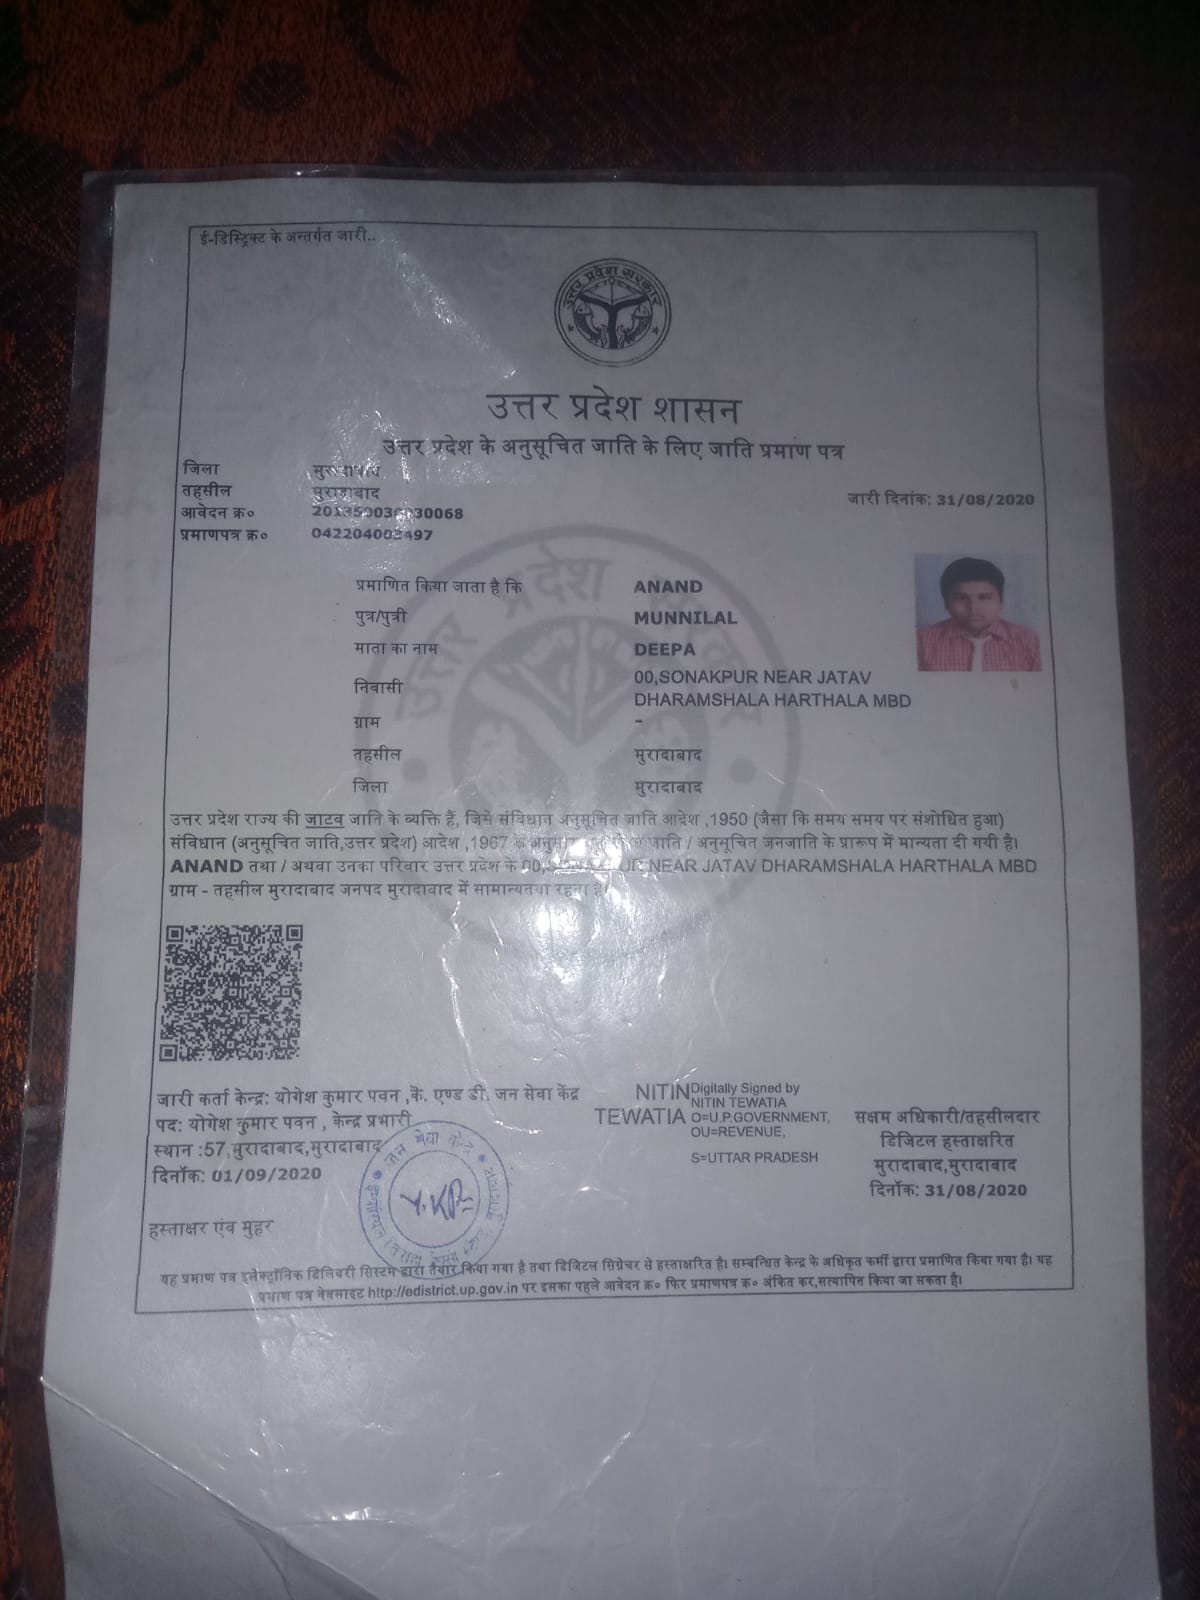 ई-डिस्ट्रिक्ट के अन्तर्गत जारी..
उत्तर प्रदेश सरकार
उत्तर प्रदेश शासन
उत्तर प्रदेश के अनुसूचित जाति के लिए जाति प्रमाण पत्र
जिला मुरादाबाद
तहसील मुरादाबाद
जारी दिनांक: 31/08/2020
आवेदन क्र०
प्रमाणपत्र क्र०
प्रमाणित किया जाता है कि ANAND
पुत्र/पुत्री MUNNILAL
माता का नाम DEEPA
निवासी 00,SONAKPUR NEAR JATAV
DHARAMSHALA HARTHALA MBD
ग्राम -
तहसील मुरादाबाद
जिला मुरादाबाद
उत्तर प्रदेश राज्य की जाटव जाति के व्यक्ति हैं, जिसे संविधान अनुसूचित जाति आदेश ,1950 (जैसा कि समय समय पर संशोधित हुआ)
संविधान (अनुसूचित जाति,उत्तर प्रदेश) आदेश ,1967 के जाति / अनुसूचित जनजाति के प्रारूप में मान्यता दी गयी है।
ANAND तथा / अथवा उनका परिवार उत्तर प्रदेश के NEAR JATAV DHARAMSHALA HARTHALA MBD
ग्राम - तहसील मुरादाबाद जनपद मुरादाबाद में सामान्यतया रहता है।
जारी कर्ता केन्द्र: योगेश कुमार पवन ,के. एण्ड डी. जन सेवा केंद्र
पद: योगेश कुमार पवन , केन्द्र प्रभारी
स्थान :57,मुरादाबाद,मुरादाबाद
दिनॉक: 01/09/2020
हस्ताक्षर एंव मुहर
जन सेवा केन्द्र
NITIN
TEWATIA
Digitally Signed by
NITIN TEWATIA
O=U.P.GOVERNMENT,
OU=REVENUE,
S=UTTAR PRADESH
सक्षम अधिकारी/तहसीलदार
डिजिटल हस्ताक्षरित
मुरादाबाद,मुरादाबाद
दिनॉक: 31/08/2020
यह प्रमाण पत्र इलेक्ट्रॉनिक डिलिवरी सिस्टम द्वारा तैयार किया गया है तथा डिजिटल सिग्नेचर से हस्ताक्षरित है। सम्बन्धित केन्द्र के अधिकृत कर्मी द्वारा प्रमाणित किया गया है। यह
प्रमाण पत्र वेबसाइट http://edistrict.up.gov.in पर इसका पहले आवेदन क्र० फिर प्रमाणपत्र क्र० अंकित कर,सत्यापित किया जा सकता है।